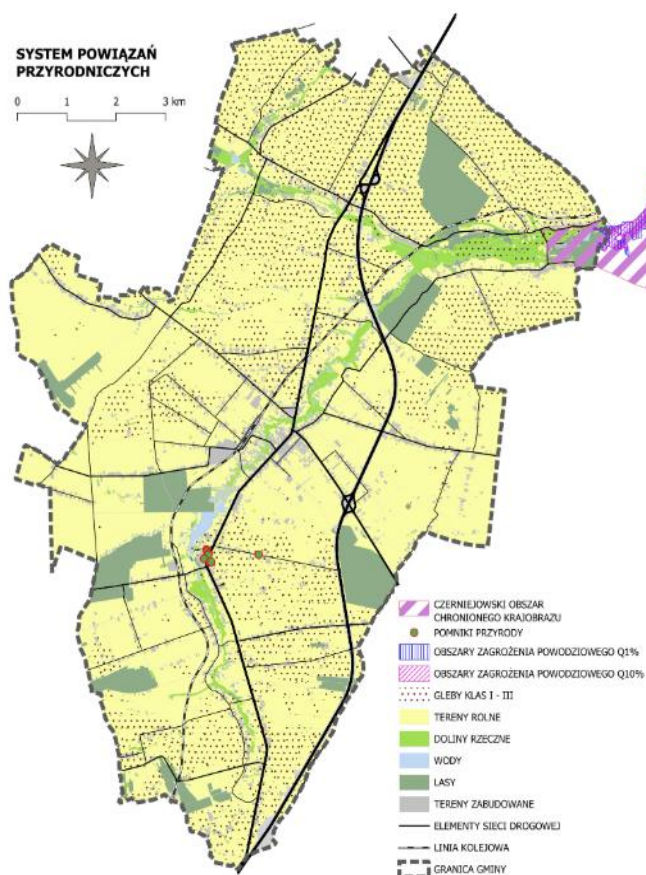 SYSTEM POWIĄZAŃ
PRZYRODNICZYCH
0 1 2 3 km
CZERNIEJOWSKI OBSZAR
CHRONIONEGO KRAJOBRAZU
POMNIKI PRZYRODY
OBSZARY ZAGROŻENIA POWODZIOWEGO Q1%
OBSZARY ZAGROŻENIA POWODZIOWEGO Q10%
GLEBY KLAS I - III
TERENY ROLNE
DOLINY RZECZNE
WODY
LASY
TERENY ZABUDOWANE
ELEMENTY SIECI DROGOWEJ
LINIA KOLEJOWA
GRANICA GMINY